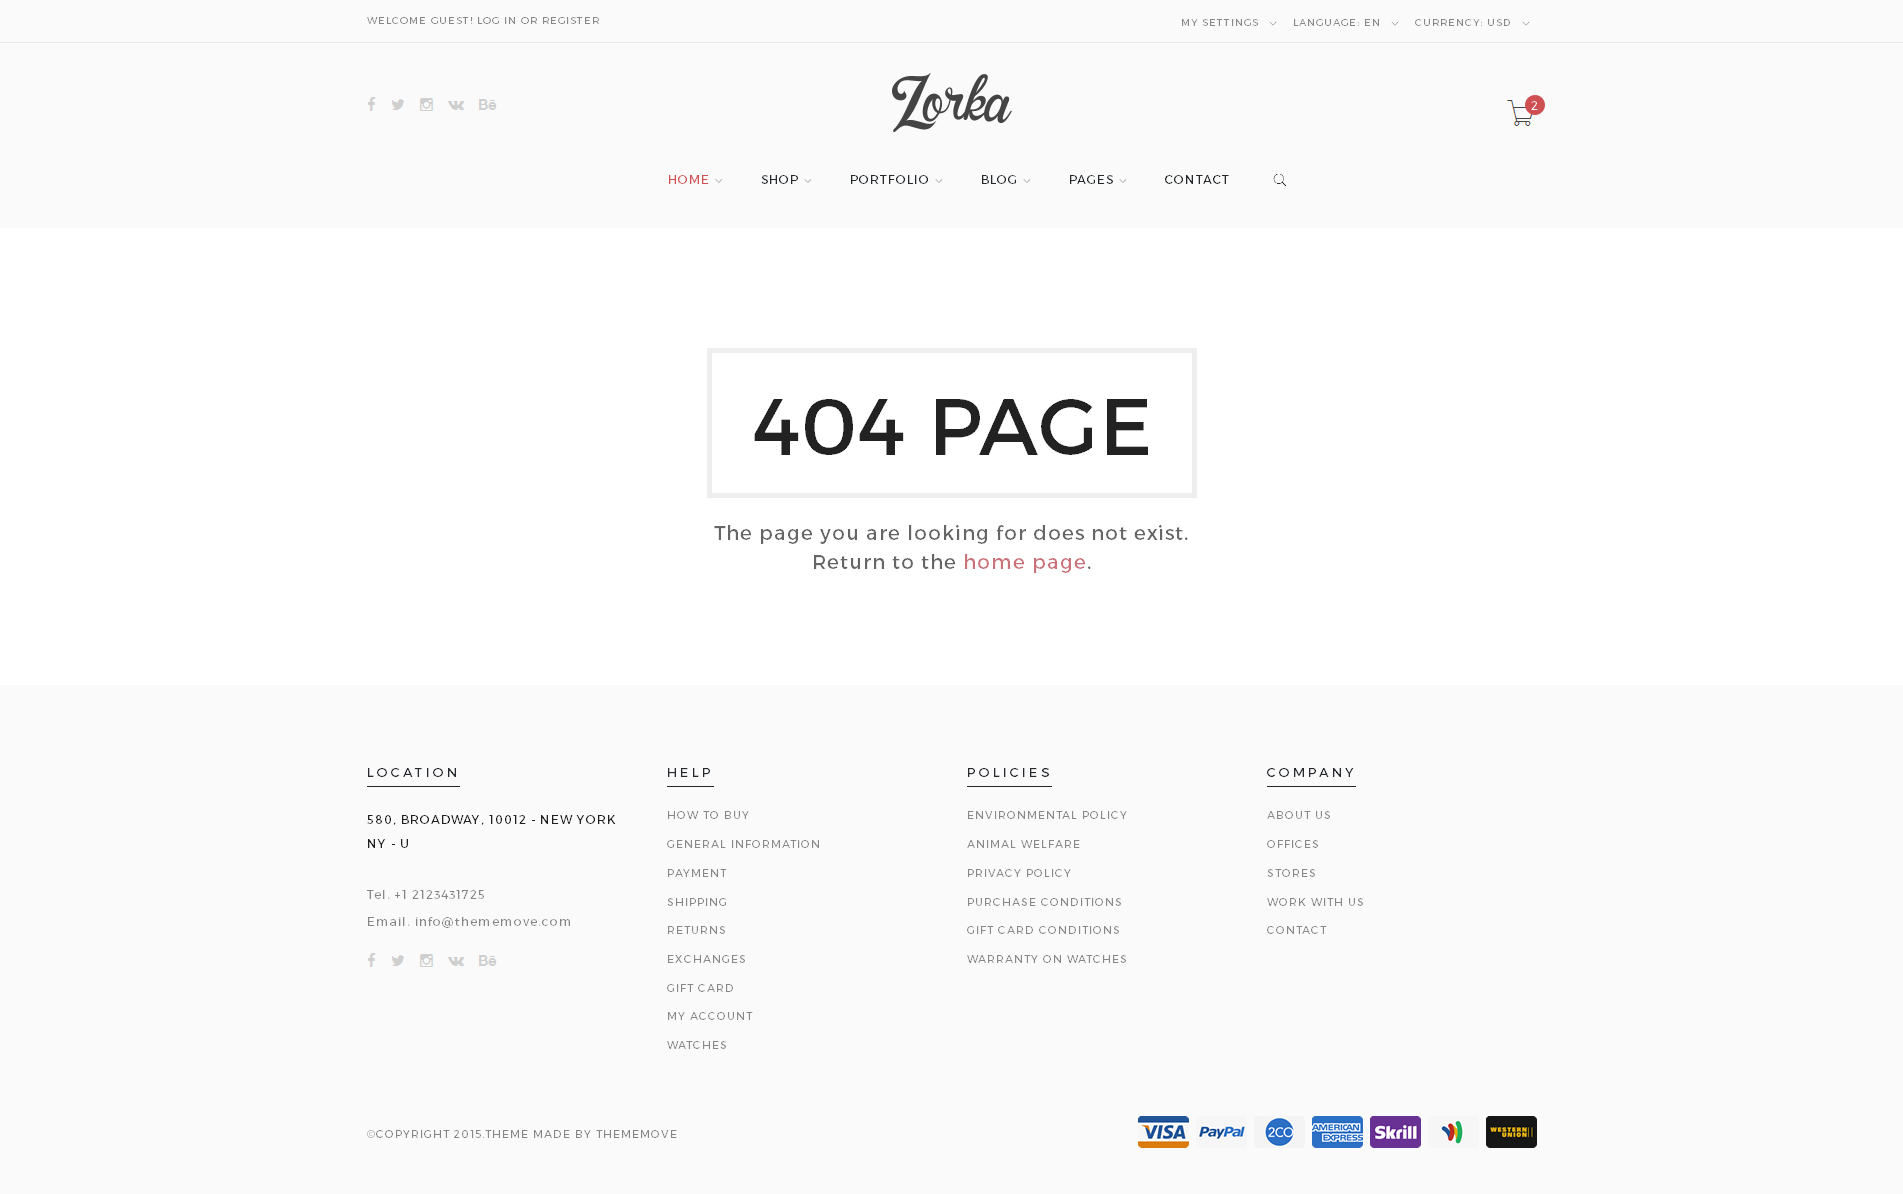 WELCOME GUEST! LOG IN OR REGISTER
MY SETTINGS LANGUAGE: EN CURRENCY: USD
Bē
Zorka
2
HOME SHOP PORTFOLIO BLOG PAGES CONTACT
404 PAGE
The page you are looking for does not exist.
Return to the home page.
LOCATION
580, BROADWAY, 10012 - NEW YORK
NY - U
Tel. +1 2123431725
Email. info@thememove.com
Bē
HELP
HOW TO BUY
GENERAL INFORMATION
PAYMENT
SHIPPING
RETURNS
EXCHANGES
GIFT CARD
MY ACCOUNT
WATCHES
POLICIES
ENVIRONMENTAL POLICY
ANIMAL WELFARE
PRIVACY POLICY
PURCHASE CONDITIONS
GIFT CARD CONDITIONS
WARRANTY ON WATCHES
COMPANY
ABOUT US
OFFICES
STORES
WORK WITH US
CONTACT
©COPYRIGHT 2015.THEME MADE BY THEMEMOVE
VISA
PayPal
2CO
AMERICAN
EXPRESS
Skrill
WESTERN
UNION